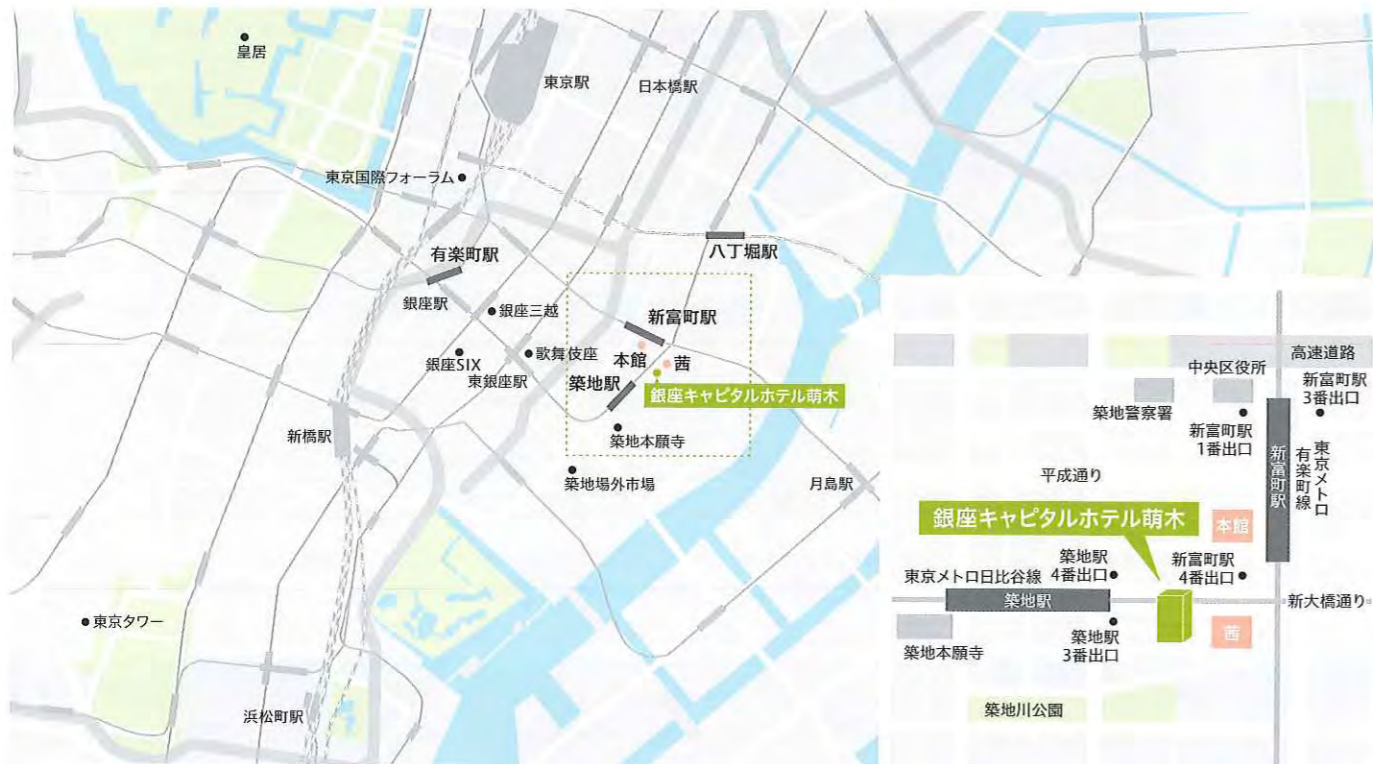 皇居
東京駅
日本橋駅
東京国際フォーラム
有楽町駅
八丁堀駅
銀座駅
銀座三越
新富町駅
本館
茜
銀座SIX
歌舞伎座
東銀座駅
築地駅
銀座キャピタルホテル萌木
新橋駅
築地本願寺
築地場外市場
月島駅
東京タワー
浜松町駅
高速道路
中央区役所
新富町駅
3番出口
築地警察署
新富町駅
1番出口
新富町駅
東京メトロ
有楽町線
平成通り
銀座キャピタルホテル萌木
本館
築地駅
4番出口
新富町駅
4番出口
東京メトロ日比谷線
築地駅
新大橋通り
築地本願寺
築地駅
3番出口
茜
築地川公園